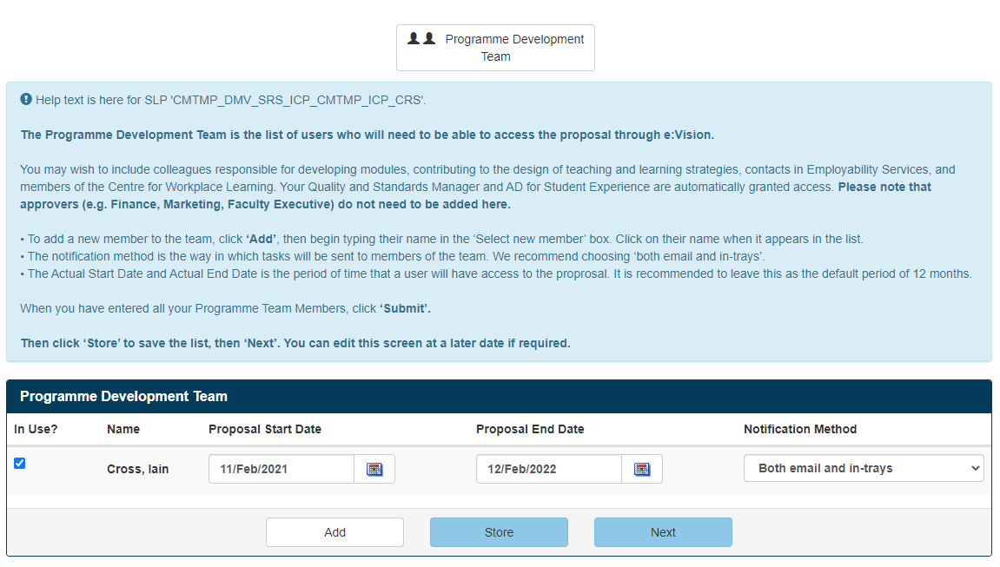 Programme Development
Team
Help text is here for SLP 'CMTMP_DMV_SRS_ICP_CMTMP_ICP_CRS'.
The Programme Development Team is the list of users who will need to be able to access the proposal through e:Vision.
You may wish to include colleagues responsible for developing modules, contributing to the design of teaching and learning strategies, contacts in Employability Services, and
members of the Centre for Workplace Learning. Your Quality and Standards Manager and AD for Student Experience are automatically granted access. Please note that
approvers (e.g. Finance, Marketing, Faculty Executive) do not need to be added here.
• To add a new member to the team, click ‘Add’, then begin typing their name in the ‘Select new member’ box. Click on their name when it appears in the list.
• The notification method is the way in which tasks will be sent to members of the team. We recommend choosing ‘both email and in-trays’.
• The Actual Start Date and Actual End Date is the period of time that a user will have access to the proprosal. It is recommended to leave this as the default period of 12 months.
When you have entered all your Programme Team Members, click ‘Submit’.
Then click ‘Store’ to save the list, then ‘Next’. You can edit this screen at a later date if required.
Programme Development Team
In Use? Name Proposal Start Date Proposal End Date Notification Method
Cross, Iain 11/Feb/2021 12/Feb/2022 Both email and in-trays
Add Store Next